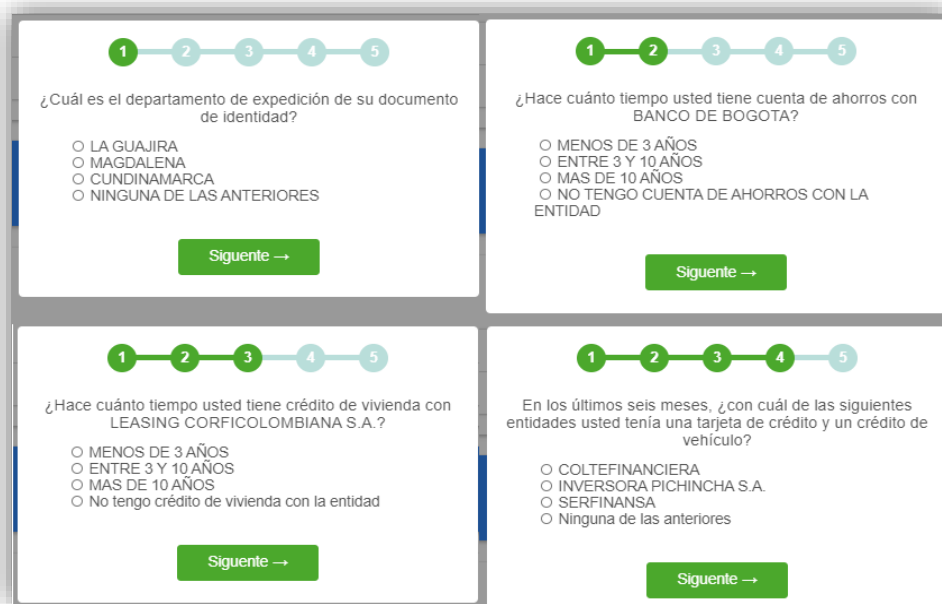 1 2 3 4 5
¿Cuál es el departamento de expedición de su documento
de identidad?
○ LA GUAJIRA
○ MAGDALENA
○ CUNDINAMARCA
○ NINGUNA DE LAS ANTERIORES
Siguente →
1 2 3 4 5
¿Hace cuánto tiempo usted tiene cuenta de ahorros con
BANCO DE BOGOTA?
○ MENOS DE 3 AÑOS
○ ENTRE 3 Y 10 AÑOS
○ MAS DE 10 AÑOS
○ NO TENGO CUENTA DE AHORROS CON LA
ENTIDAD
Siguente →
1 2 3 4 5
¿Hace cuánto tiempo usted tiene crédito de vivienda con
LEASING CORFICOLOMBIANA S.A.?
○ MENOS DE 3 AÑOS
○ ENTRE 3 Y 10 AÑOS
○ MAS DE 10 AÑOS
○ No tengo crédito de vivienda con la entidad
Siguente →
1 2 3 4 5
En los últimos seis meses, ¿con cuál de las siguientes
entidades usted tenía una tarjeta de crédito y un crédito de
vehículo?
○ COLTEFINANCIERA
○ INVERSORA PICHINCHA S.A.
○ SERFINANSA
○ Ninguna de las anteriores
Siguente →